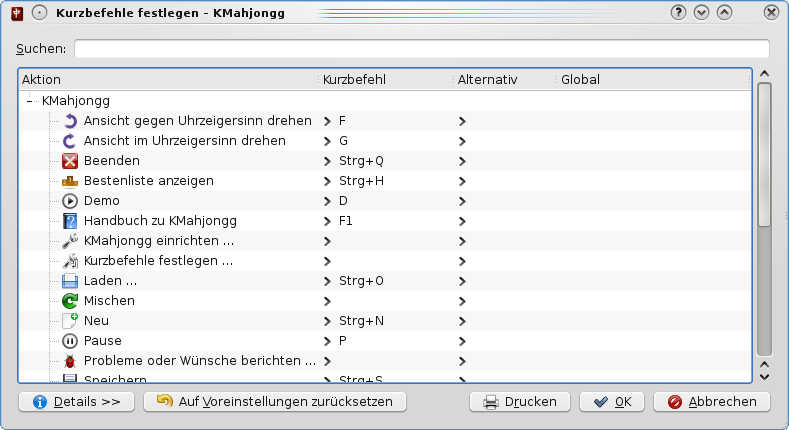 Kurzbefehle festlegen - KMahjongg
Suchen:
Aktion Kurzbefehl Alternativ Global
KMahjongg
Ansicht gegen Uhrzeigersinn drehen F
Ansicht im Uhrzeigersinn drehen G
Beenden Strg+Q
Bestenliste anzeigen Strg+H
Demo D
Handbuch zu KMahjongg F1
KMahjongg einrichten ...
Kurzbefehle festlegen ...
Laden ... Strg+O
Mischen
Neu Strg+N
Pause P
Probleme oder Wünsche berichten ...
Speichern Strg+S
Details >> Auf Voreinstellungen zurücksetzen Drucken OK Abbrechen